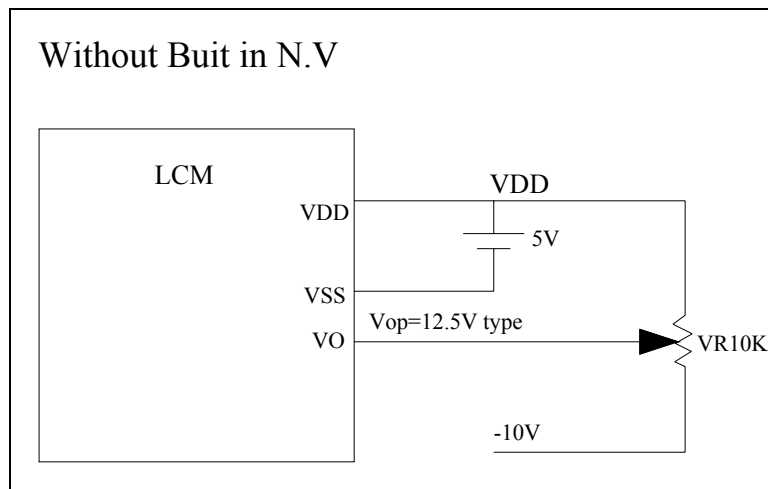 Without Buit in N.V
LCM
VDD
VDD
5V
VSS
Vop=12.5V type
VO
VR10K
-10V